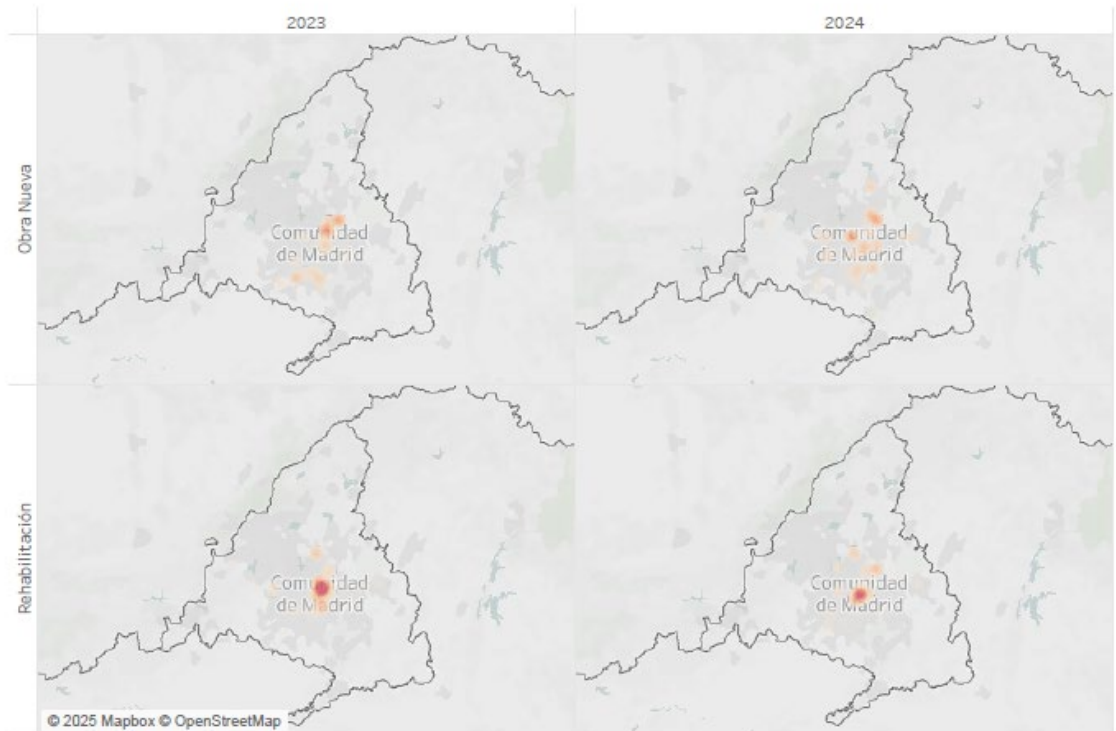 2023
2024
Obra Nueva
Comunidad
de Madrid
Comunidad
de Madrid
Rehabilitación
Comunidad
de Madrid
Comunidad
de Madrid
© 2025 Mapbox © OpenStreetMap